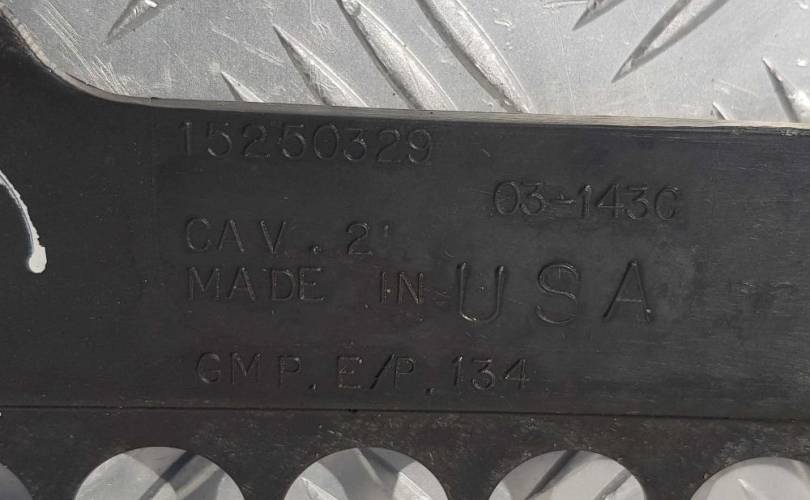 15250329
03-143C
CAV. 2
MADE IN USA
GMP. E/P. 134